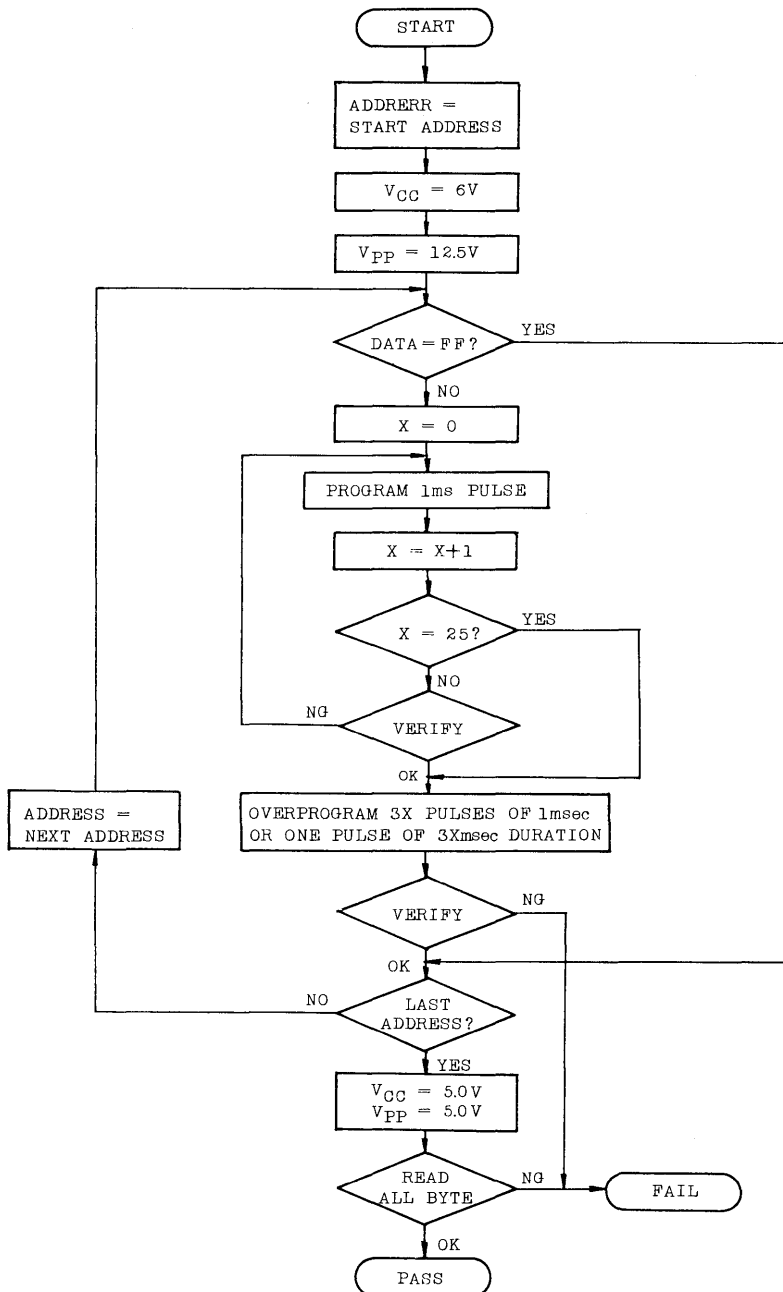 START
ADDRERR =
START ADDRESS
VCC = 6V
VPP = 12.5V
DATA=FF?
YES
NO
X = 0
PROGRAM 1ms PULSE
X = X+1
X = 25?
YES
NO
NG
VERIFY
OK
ADDRESS =
NEXT ADDRESS
OVERPROGRAM 3X PULSES OF 1msec
OR ONE PULSE OF 3Xmsec DURATION
VERIFY
NG
OK
NO
LAST
ADDRESS?
YES
VCC = 5.0V
VPP = 5.0V
READ
ALL BYTE
NG
FAIL
OK
PASS